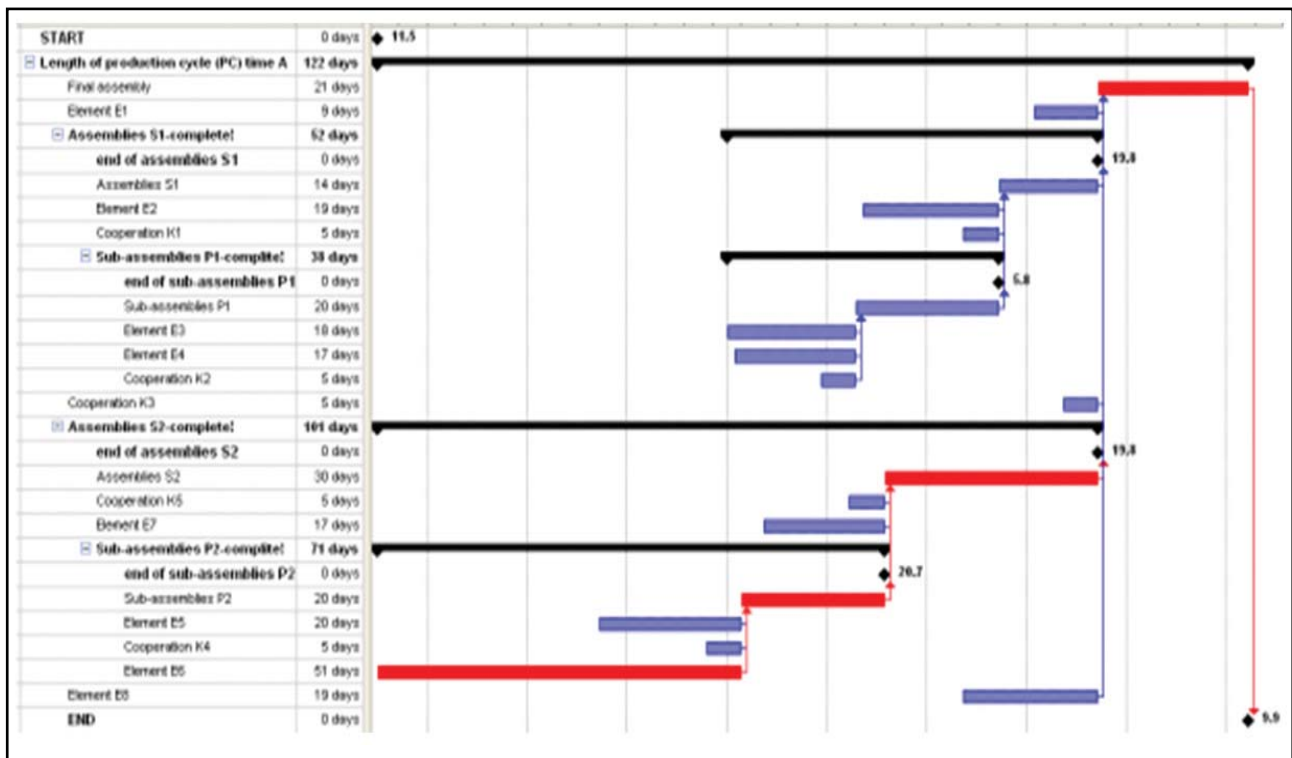 START 0 days 11.5
Length of production cycle (PC) time A 122 days
Final assembly 21 days
Element E1 9 days
Assemblies S1-complete! 52 days
end of assemblies S1 0 days 19.8
Assemblies S1 14 days
Element E2 19 days
Cooperation K1 5 days
Sub-assemblies P1-complite! 38 days
end of sub-assemblies P1 0 days 5.8
Sub-assemblies P1 20 days
Element E3 18 days
Element E4 17 days
Cooperation K2 5 days
Cooperation K3 5 days
Assemblies S2-complete! 101 days
end of assemblies S2 0 days 19.8
Assemblies S2 30 days
Cooperation K5 5 days
Element E7 17 days
Sub-assemblies P2-complite! 71 days
end of sub-assemblies P2 0 days 20.7
Sub-assemblies P2 20 days
Element E5 20 days
Cooperation K4 5 days
Element E6 51 days
Element E8 19 days
END 0 days 9.9